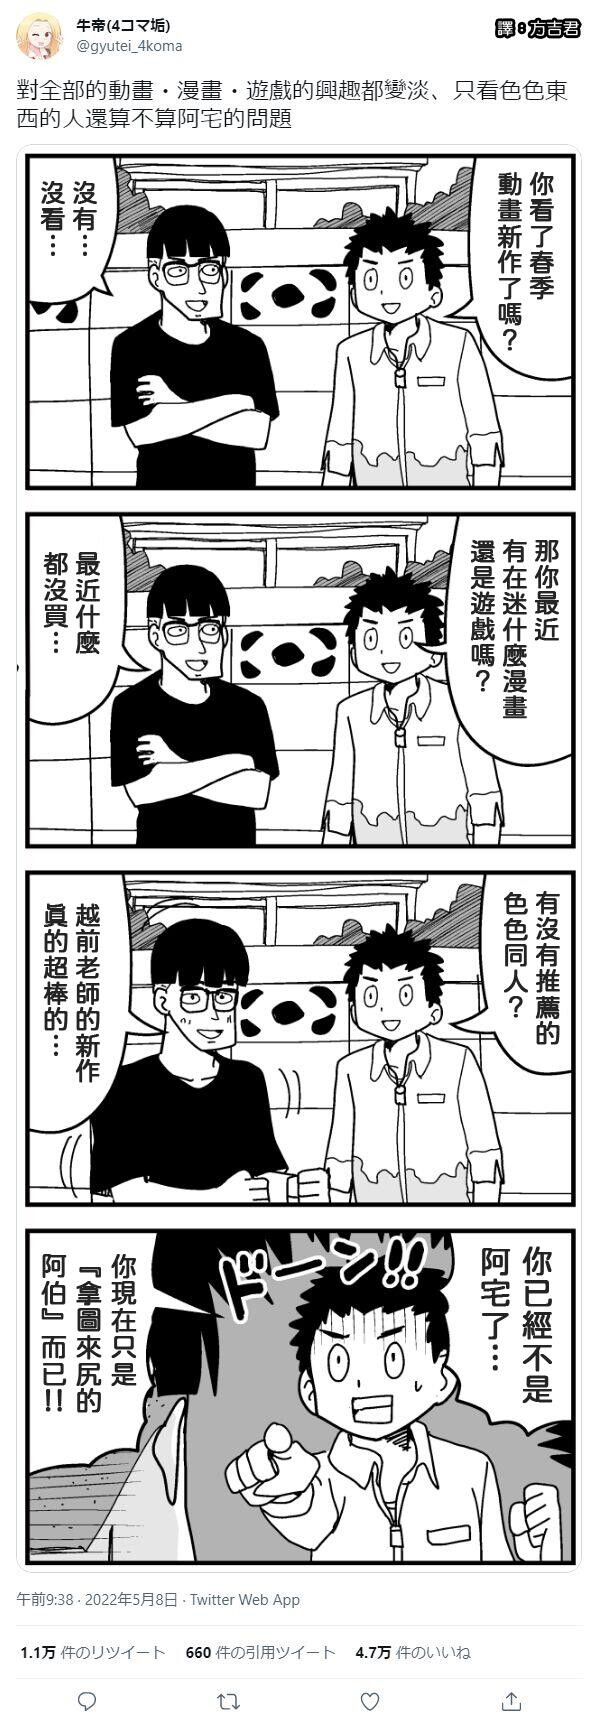 牛帝(4コマ垢)
@gyutei_4koma
譯:方吉君
對全部的動畫・漫畫・遊戲的興趣都變淡、只看色色東
西的人還算不算阿宅的問題
你看了春季
動畫新作了嗎？
沒有…
沒看…
那你最近
有在迷什麼漫畫
還是遊戲嗎？
最近什麼
都沒買…
有沒有推薦的
色色同人？
越前老師的新作
真的超棒的…
你已經不是
阿宅了…
ドーン!!
你現在只是
『拿圖來尻的
阿伯』而已!!
午前9:38 · 2022年5月8日 · Twitter Web App
1.1万 件のリツイート 660 件の引用ツイート 4.7万 件のいいね